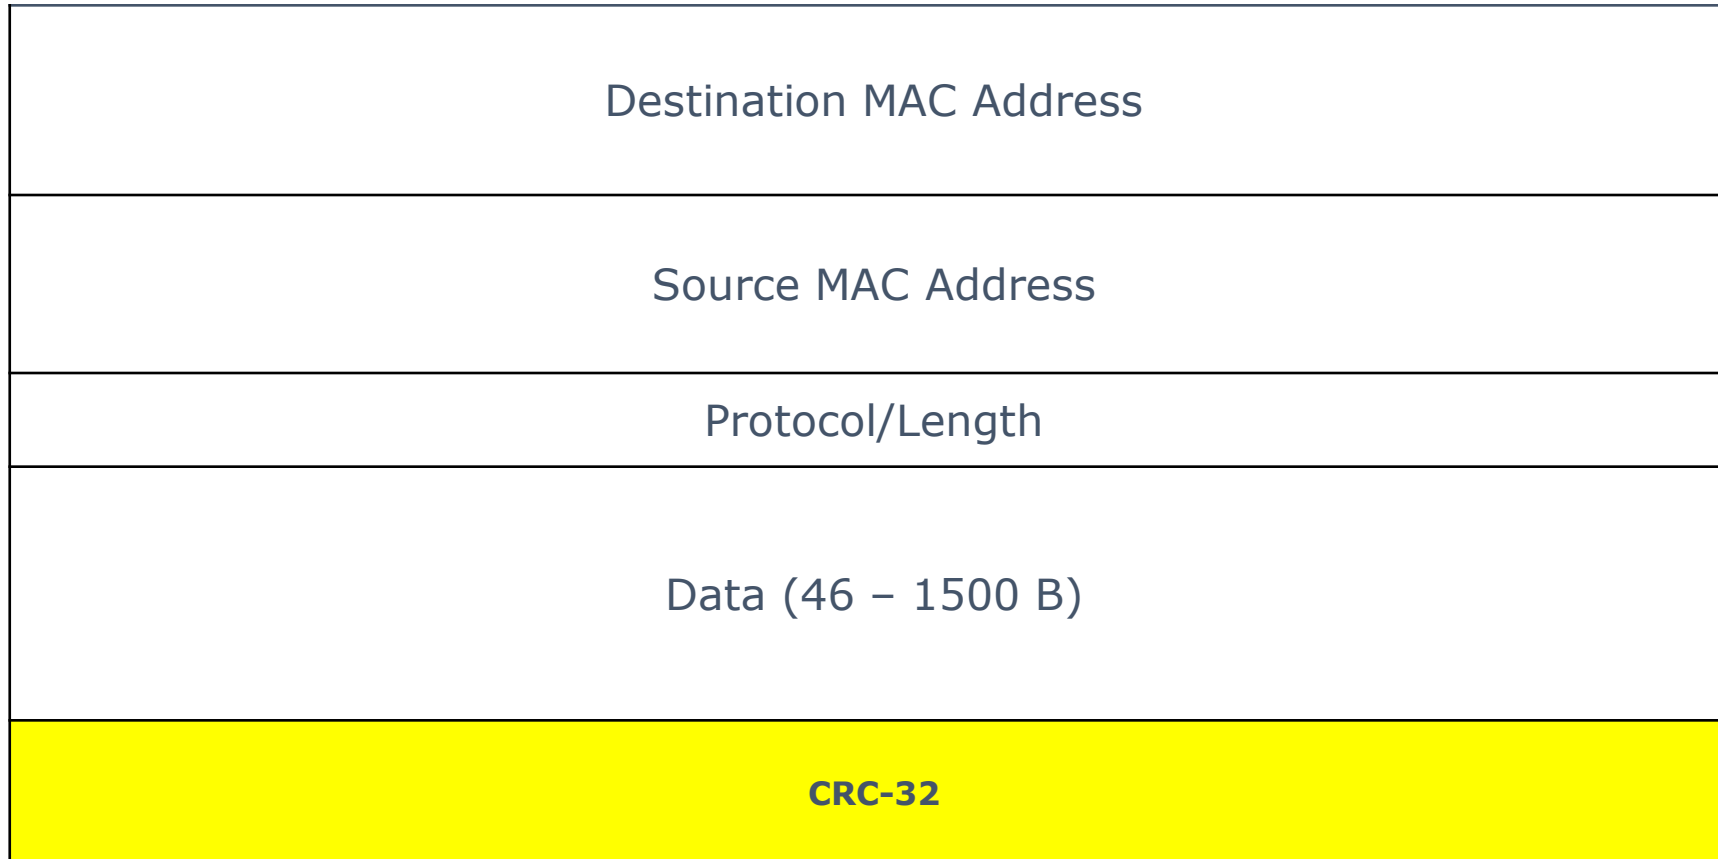 Destination MAC Address
Source MAC Address
Protocol/Length
Data (46 – 1500 B)
CRC-32